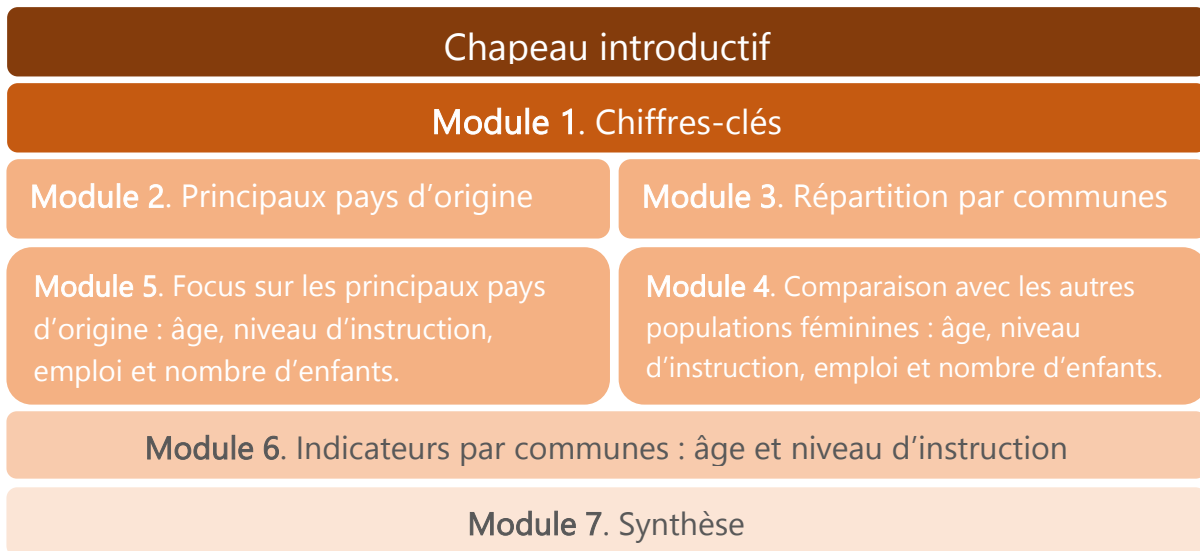 Chapeau introductif
Module 1. Chiffres-clés
Module 2. Principaux pays d’origine
Module 3. Répartition par communes
Module 5. Focus sur les principaux pays
d’origine : âge, niveau d’instruction,
emploi et nombre d’enfants.
Module 4. Comparaison avec les autres
populations féminines : âge, niveau
d’instruction, emploi et nombre d’enfants.
Module 6. Indicateurs par communes : âge et niveau d’instruction
Module 7. Synthèse